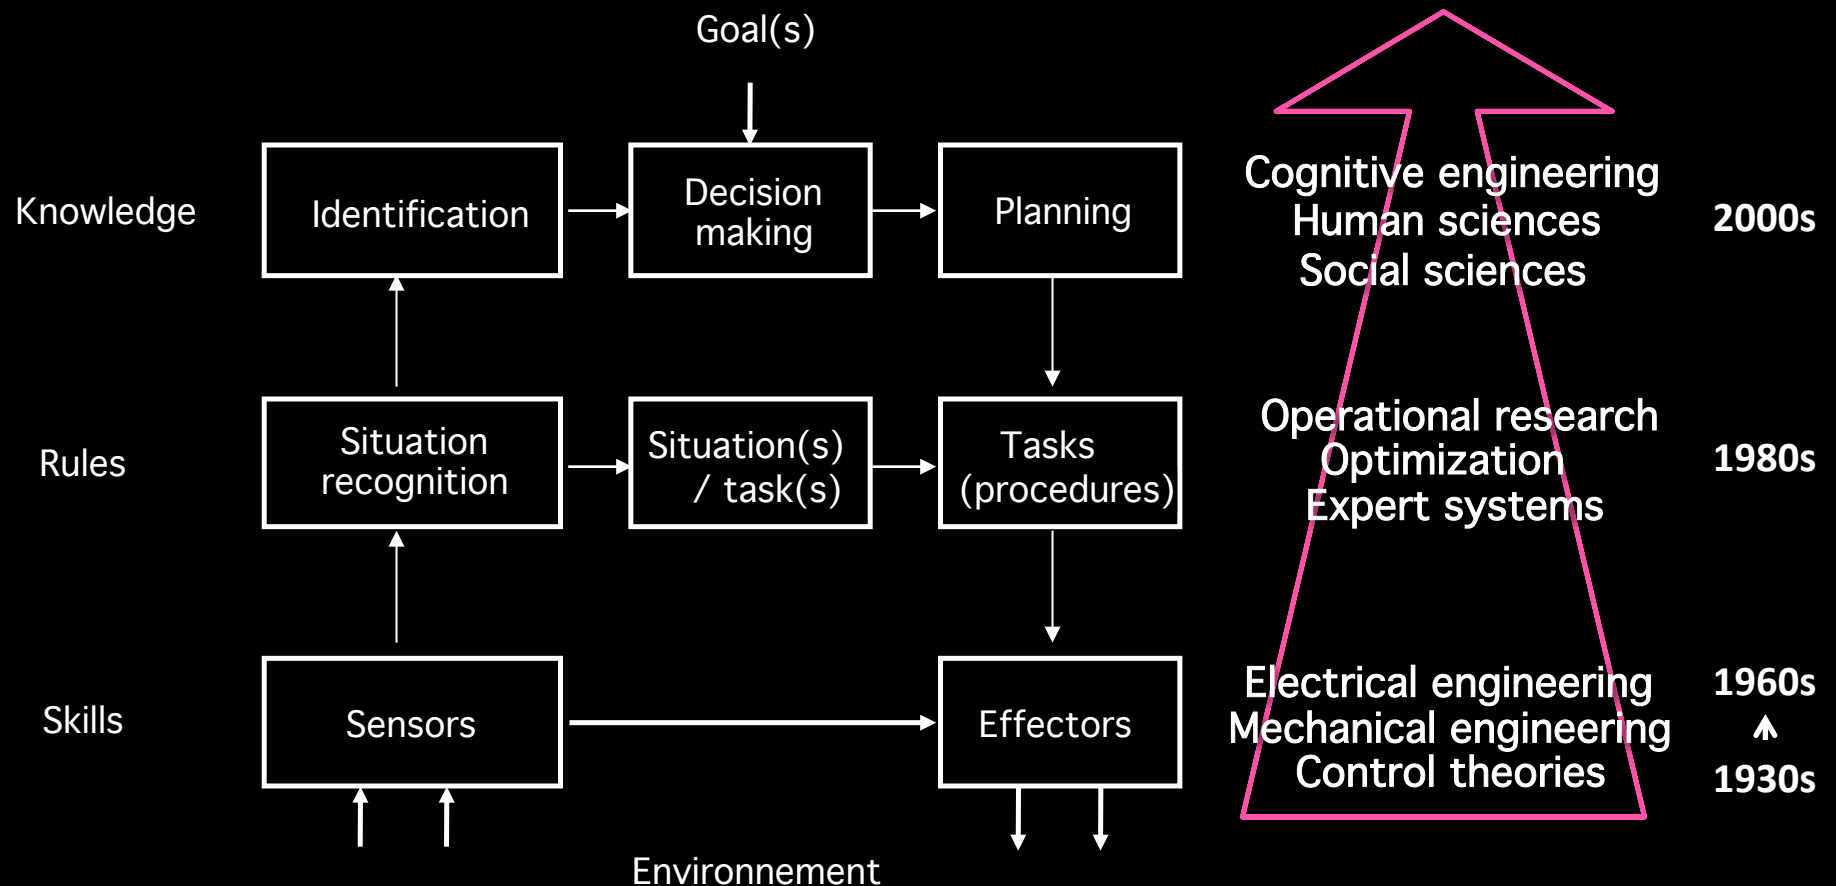 Goal(s)
Knowledge
Identification
Decision
making
Planning
Cognitive engineering
Human sciences
Social sciences
2000s
Rules
Situation
recognition
Situation(s)
/ task(s)
Tasks
(procedures)
Operational research
Optimization
Expert systems
1980s
Skills
Sensors
Effectors
Electrical engineering
Mechanical engineering
Control theories
1960s
1930s
Environnement